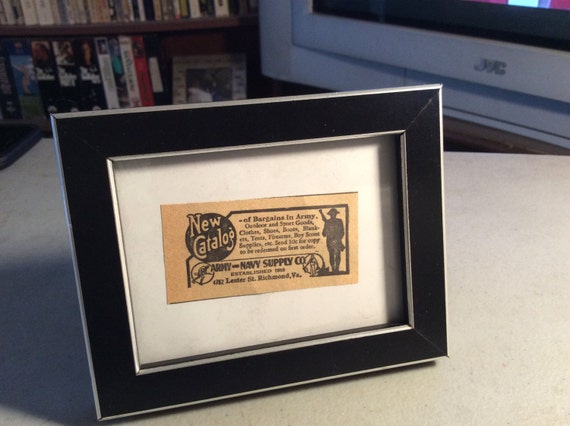 JVC
New
Catalog
-of Bargains in Army,
Outdoor and Sport Goods,
Clothes, Shoes, Boots, Blank-
ets, Tents, Firearms, Boy Scout
Supplies, etc. Send 10c for copy
to be redeemed on first order.
ARMY AND NAVY SUPPLY CO.
ESTABLISHED
Lester St. Richmond, Va.